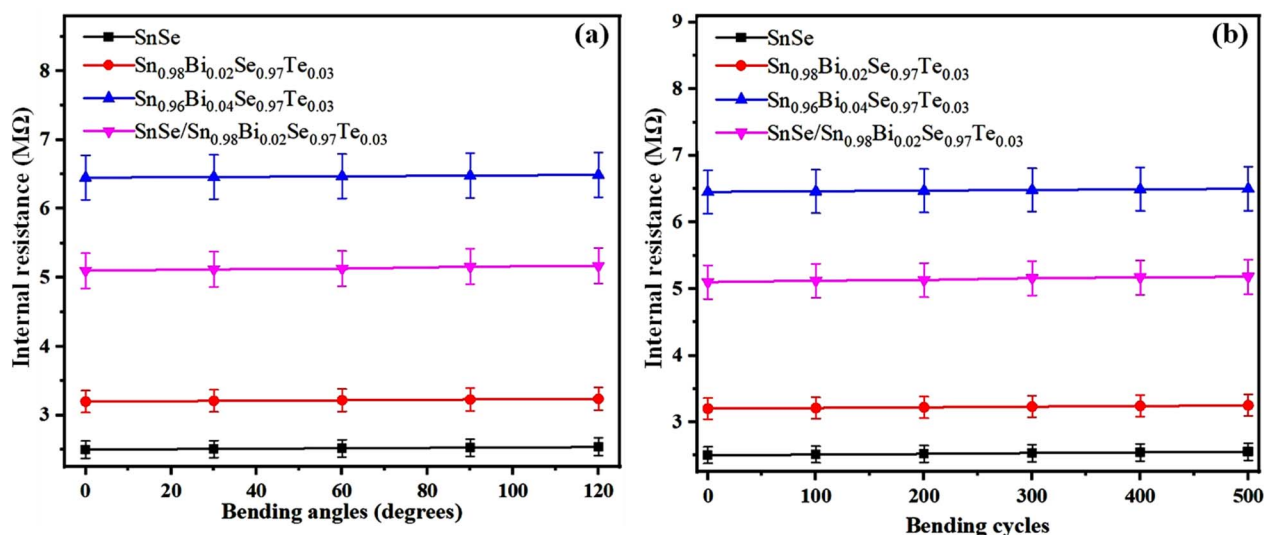 (a)
SnSe
Sn0.98Bi0.02Se0.97Te0.03
Sn0.96Bi0.04Se0.97Te0.03
SnSe/Sn0.98Bi0.02Se0.97Te0.03
Internal resistance (MΩ)
8
7
6
5
4
3
0 20 40 60 80 100 120
Bending angles (degrees)
(b)
SnSe
Sn0.98Bi0.02Se0.97Te0.03
Sn0.96Bi0.04Se0.97Te0.03
SnSe/Sn0.98Bi0.02Se0.97Te0.03
Internal resistance (MΩ)
9
8
7
6
5
4
3
0 100 200 300 400 500
Bending cycles